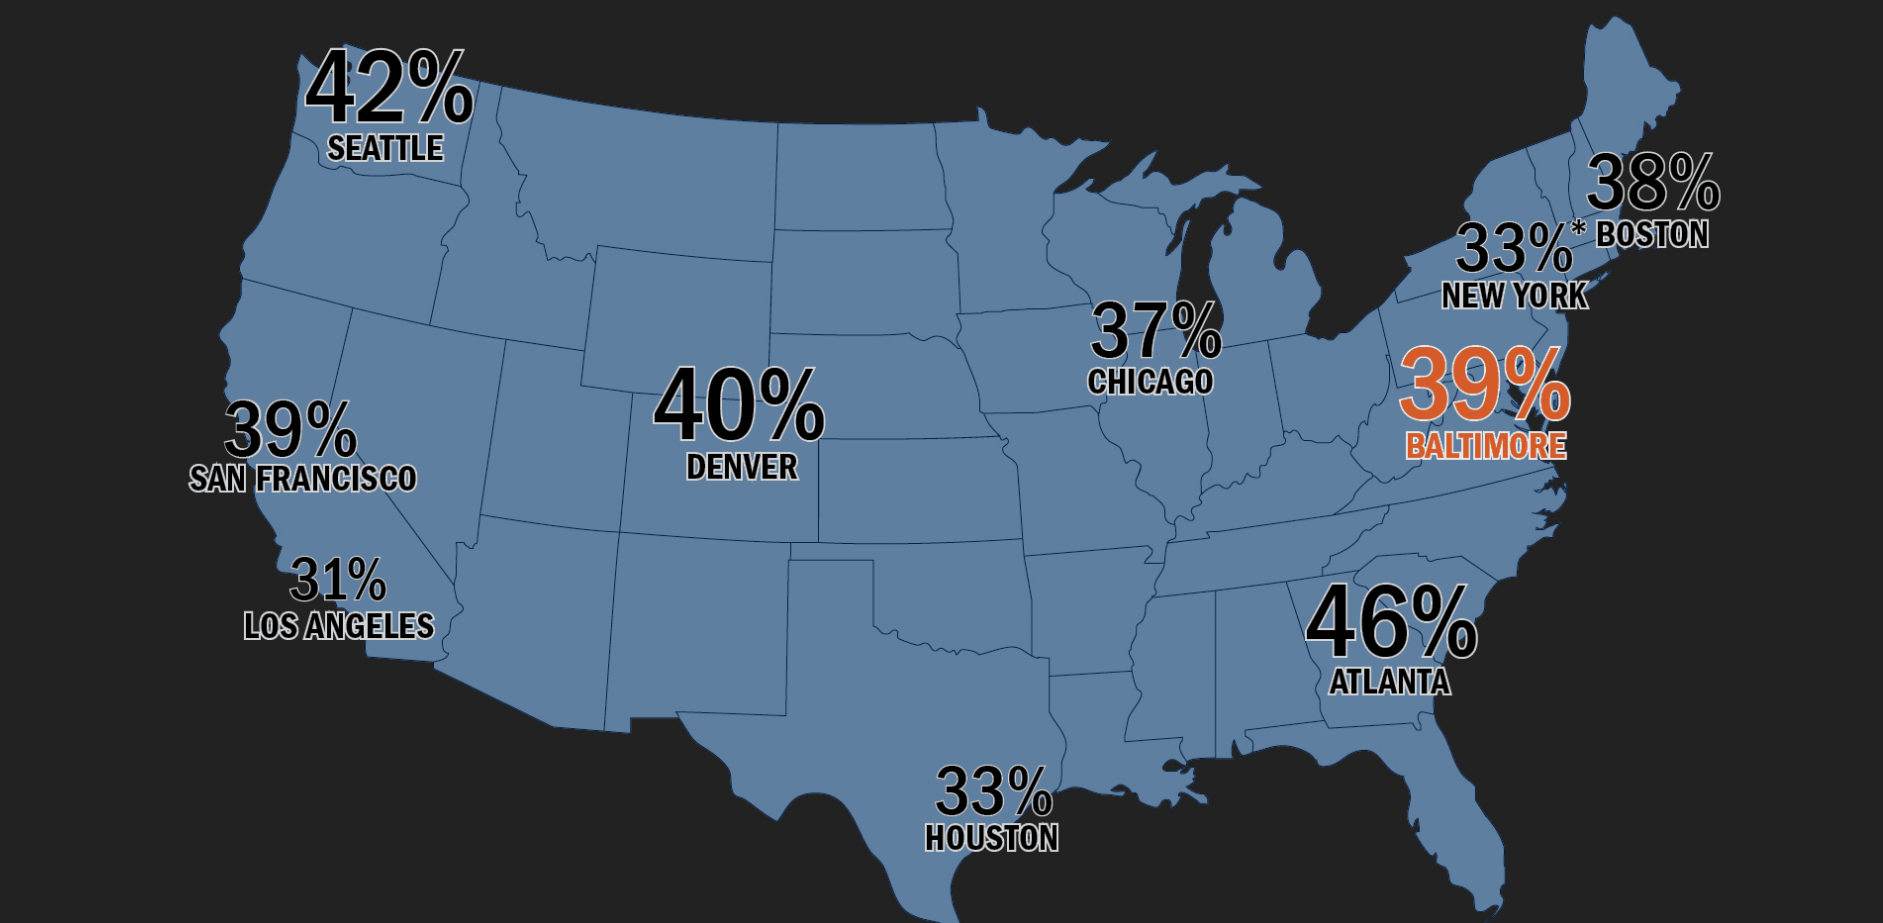 42%
SEATTLE
38%
BOSTON
33%*
NEW YORK
37%
CHICAGO
39%
BALTIMORE
40%
DENVER
39%
SAN FRANCISCO
31%
LOS ANGELES
46%
ATLANTA
33%
HOUSTON